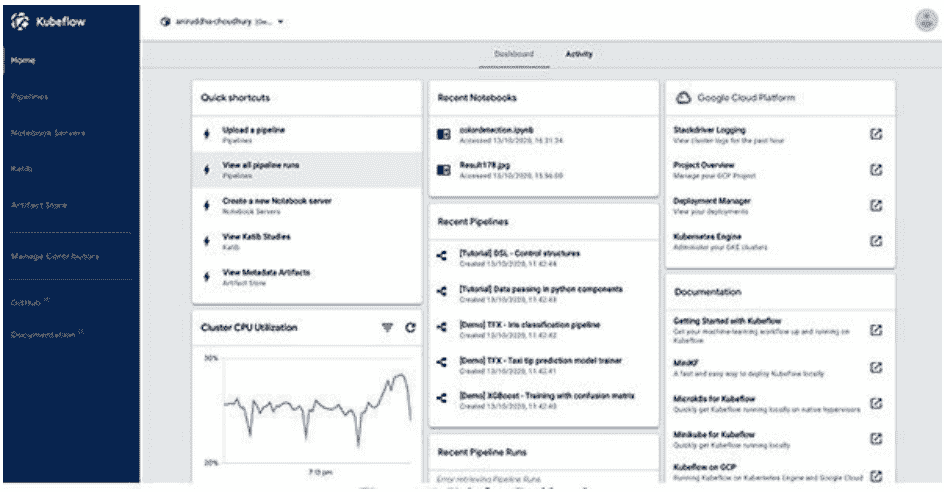 Kubeflow
aniruddha-choudhury
Home
Pipelines
Notebook Servers
Katib
Artifact Store
Manage Contributors
GitHub
Documentation
Dashboard
Activity
Quick shortcuts
Upload a pipeline
Pipelines
View all pipeline runs
Pipelines
Create a new Notebook server
Notebook Servers
View Katib Studies
Katib
View Metadata Artifacts
Artifact Store
Cluster CPU Utilization
30%
20%
7:13 pm
Recent Notebooks
colordetection.ipynb
Accessed 13/10/2020, 16:31:34
Result178.jpg
Accessed 13/10/2020, 15:56:00
Recent Pipelines
[Tutorial] DSL - Control structures
Created 13/10/2020, 11:42:44
[Tutorial] Data passing in python components
Created 13/10/2020, 11:42:43
[Demo] TFX - Iris classification pipeline
Created 13/10/2020, 11:42:42
[Demo] TFX - Taxi tip prediction model trainer
Created 13/10/2020, 11:42:41
[Demo] XGBoost - Training with confusion matrix
Created 13/10/2020, 11:42:40
Recent Pipeline Runs
Error retrieving Pipeline Runs
Google Cloud Platform
Stackdriver Logging
View cluster logs for the past hour
Project Overview
Manage your GCP Project
Deployment Manager
View your deployments
Kubernetes Engine
Administer your GKE clusters
Documentation
Getting Started with Kubeflow
Get your machine-learning workflow up and running on
Kubeflow
MiniKF
A fast and easy way to deploy Kubeflow locally
Microk8s for Kubeflow
Quickly get Kubeflow running locally on native hypervisors
Minikube for Kubeflow
Quickly get Kubeflow running locally
Kubeflow on GCP
Running Kubeflow on Kubernetes Engine and Google Cloud